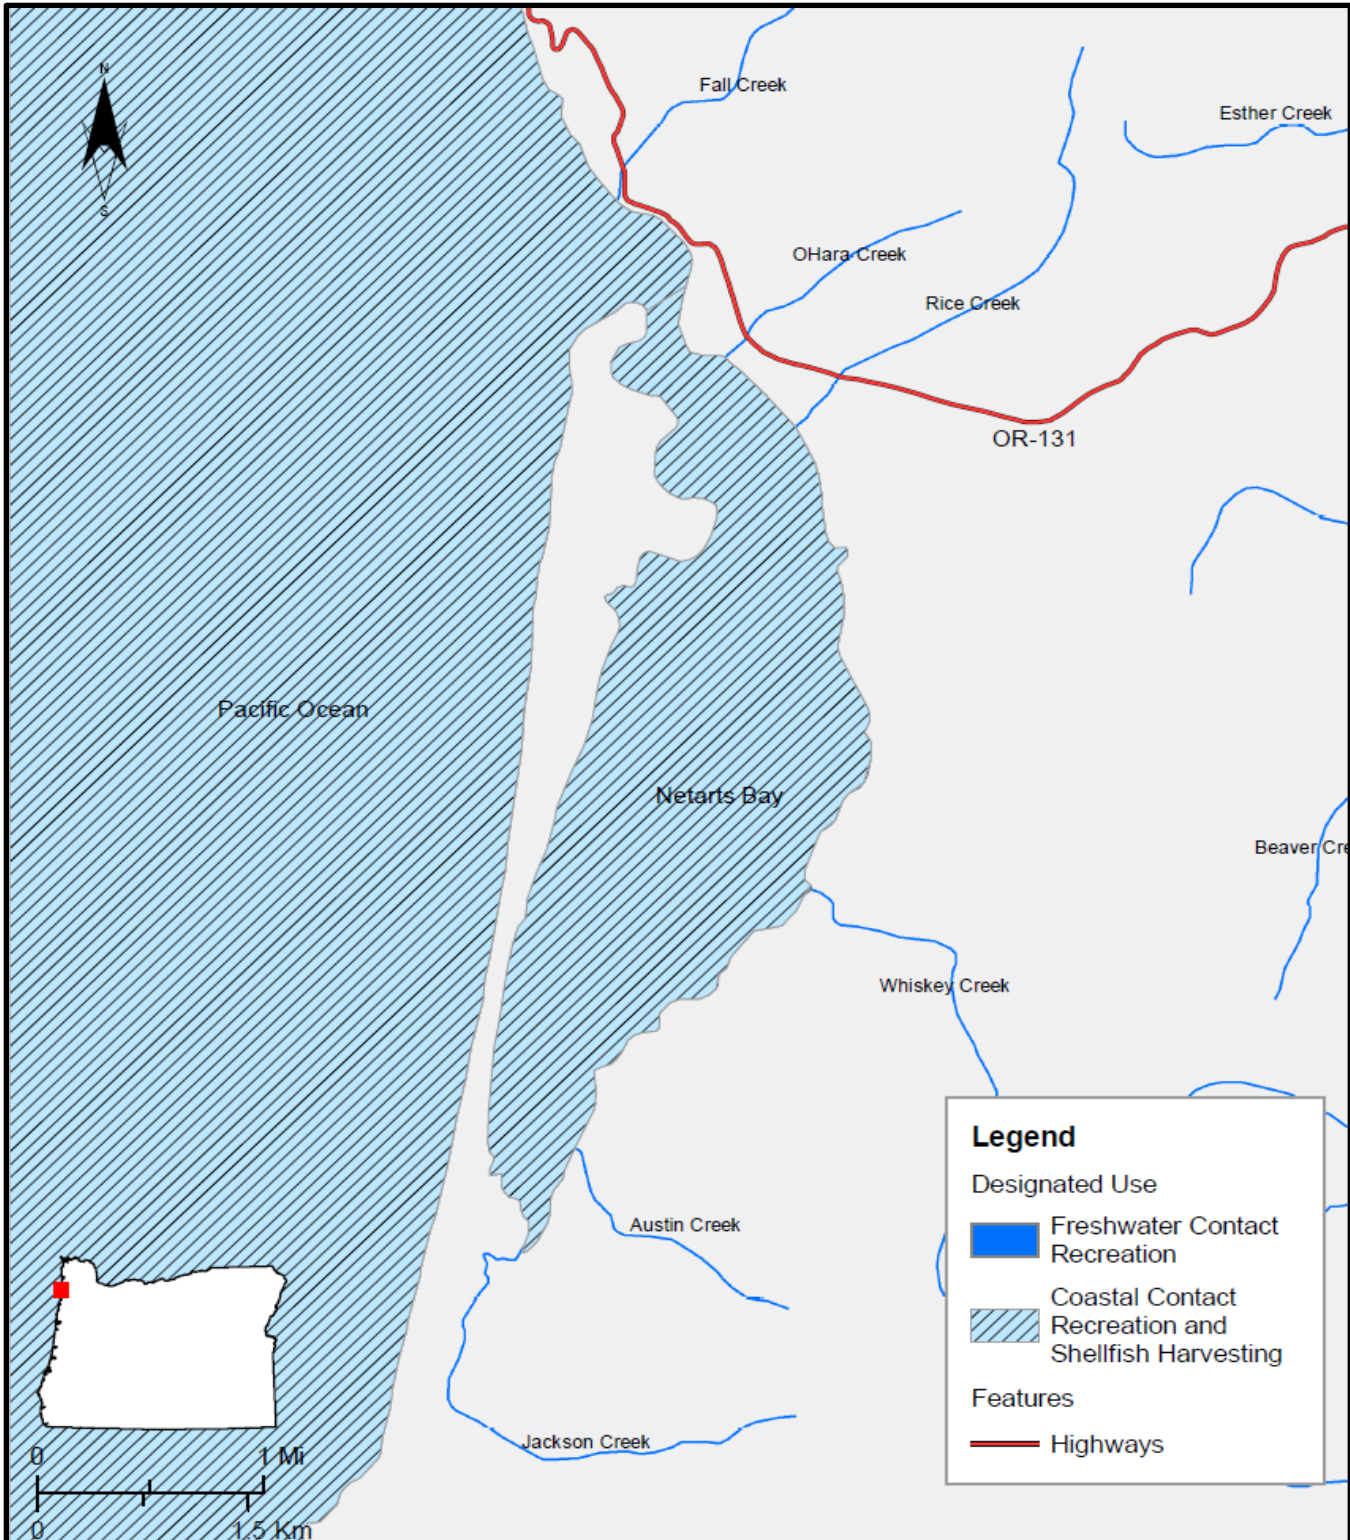 N
S
Fall Creek
Esther Creek
OHara Creek
Rice Creek
OR-131
Pacific Ocean
Netarts Bay
Beaver Cre
Whiskey Creek
Austin Creek
Jackson Creek
Legend
Designated Use
Freshwater Contact
Recreation
Coastal Contact
Recreation and
Shellfish Harvesting
Features
Highways
0 1 Mi
0 1.5 Km